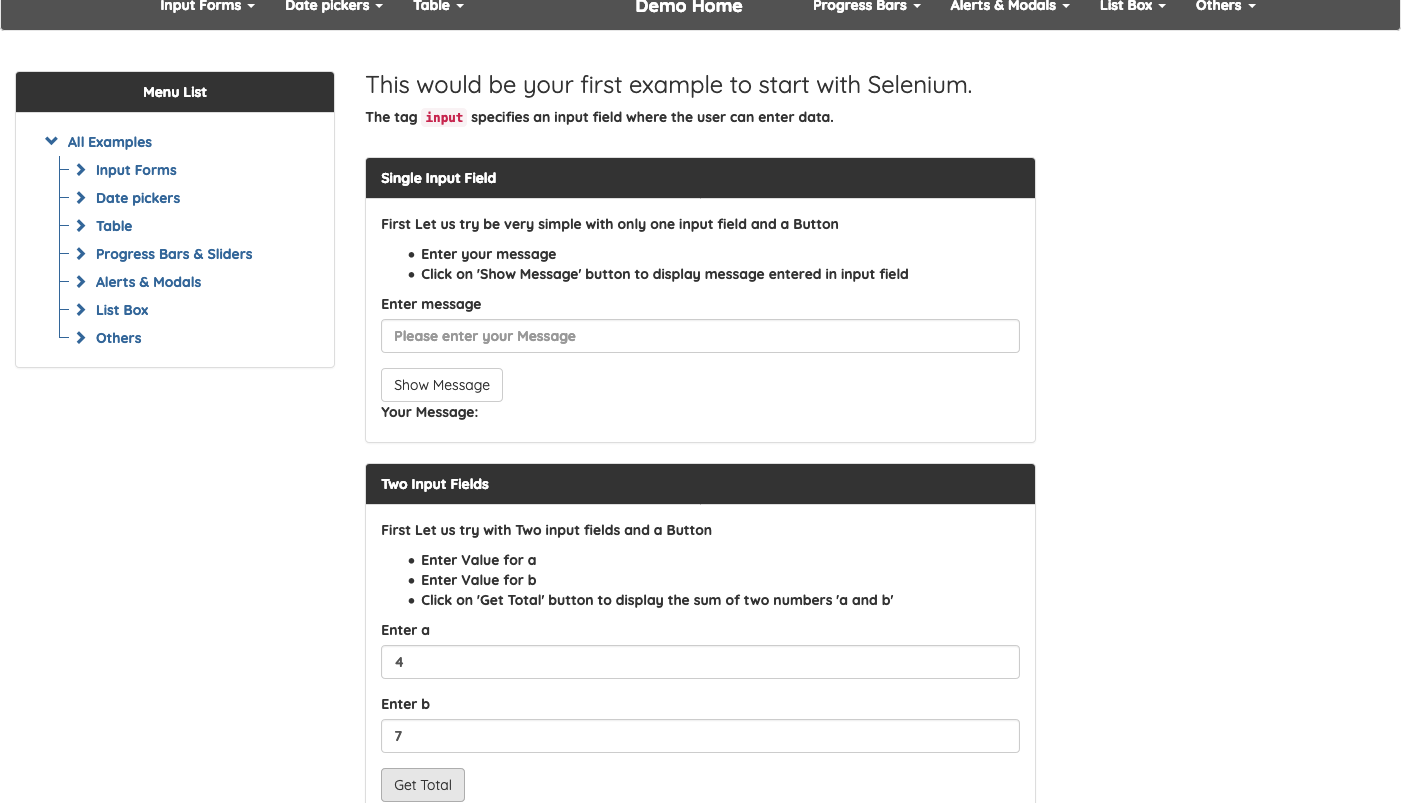 Input Forms Date pickers Table Demo Home Progress Bars Alerts & Modals List Box Others
Menu List
All Examples
Input Forms
Date pickers
Table
Progress Bars & Sliders
Alerts & Modals
List Box
Others
This would be your first example to start with Selenium.
The tag input specifies an input field where the user can enter data.
Single Input Field
First Let us try be very simple with only one input field and a Button
Enter your message
Click on 'Show Message' button to display message entered in input field
Enter message
Please enter your Message
Show Message
Your Message:
Two Input Fields
First Let us try with Two input fields and a Button
Enter Value for a
Enter Value for b
Click on 'Get Total' button to display the sum of two numbers 'a and b'
Enter a
4
Enter b
7
Get Total